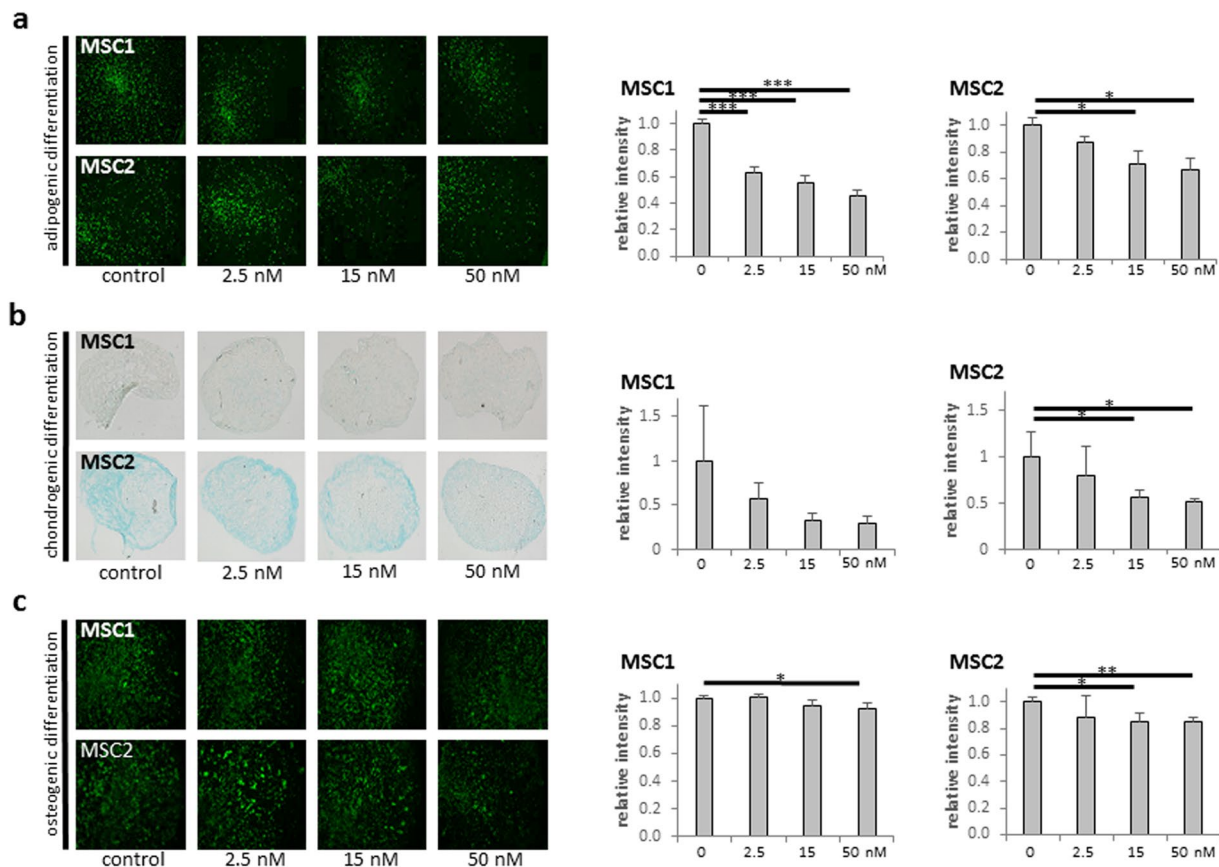 a
adipogenic differentiation
MSC1
MSC2
control 2.5 nM 15 nM 50 nM
MSC1
***
***
***
relative intensity
1.0
0.8
0.6
0.4
0.2
0.0
0 2.5 15 50 nM
MSC2
*
*
relative intensity
1.0
0.8
0.6
0.4
0.2
0.0
0 2.5 15 50 nM
b
chondrogenic differentiation
MSC1
MSC2
control 2.5 nM 15 nM 50 nM
MSC1
relative intensity
1.5
1
0.5
0
0 2.5 15 50 nM
MSC2
*
*
relative intensity
1.5
1
0.5
0
0 2.5 15 50 nM
c
osteogenic differentiation
MSC1
MSC2
control 2.5 nM 15 nM 50 nM
MSC1
*
relative intensity
1.0
0.8
0.6
0.4
0.2
0.0
0 2.5 15 50 nM
MSC2
**
*
relative intensity
1.0
0.8
0.6
0.4
0.2
0.0
0 2.5 15 50 nM